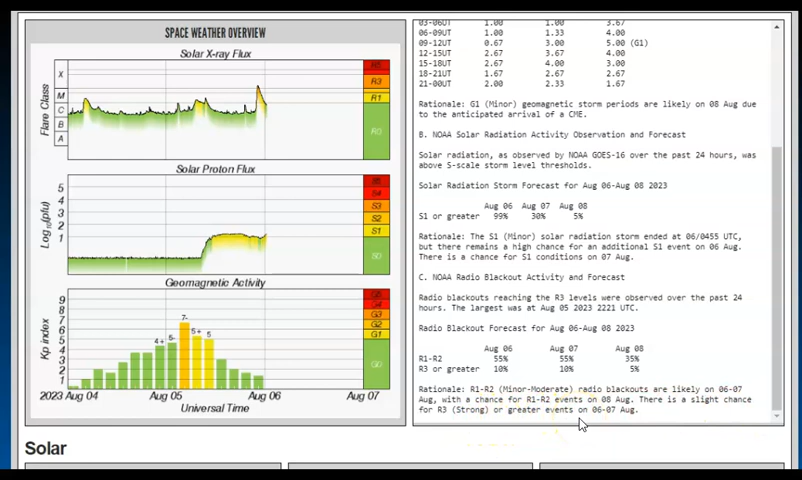 SPACE WEATHER OVERVIEW
Solar X-ray Flux
Flare Class
X
M
C
B
A
R5
R3
R1
R0
Solar Proton Flux
Log10(pfu)
5
4
3
2
1
S5
S4
S3
S2
S1
S0
Geomagnetic Activity
Kp index
9
8
7
6
5
4
3
2
1
4+ 5- 7- 5+ 5
G5
G4
G3
G2
G1
G0
2023 Aug 04 Aug 05 Aug 06 Aug 07
Universal Time
03-06UT 1.00 1.00 3.67
06-09UT 1.00 1.33 4.00
09-12UT 0.67 3.00 5.00 (G1)
12-15UT 2.67 3.67 4.00
15-18UT 2.67 4.00 3.00
18-21UT 1.67 2.67 2.67
21-00UT 2.00 2.33 1.67
Rationale: G1 (Minor) geomagnetic storm periods are likely on 08 Aug due
to the anticipated arrival of a CME.
B. NOAA Solar Radiation Activity Observation and Forecast
Solar radiation, as observed by NOAA GOES-16 over the past 24 hours, was
above S-scale storm level thresholds.
Solar Radiation Storm Forecast for Aug 06-Aug 08 2023
Aug 06 Aug 07 Aug 08
S1 or greater 99% 30% 5%
Rationale: The S1 (Minor) solar radiation storm ended at 06/0455 UTC,
but there remains a high chance for an additional S1 event on 06 Aug.
There is a chance for S1 conditions on 07 Aug.
C. NOAA Radio Blackout Activity and Forecast
Radio blackouts reaching the R3 levels were observed over the past 24
hours. The largest was at Aug 05 2023 2221 UTC.
Radio Blackout Forecast for Aug 06-Aug 08 2023
Aug 06 Aug 07 Aug 08
R1-R2 55% 55% 35%
R3 or greater 10% 10% 5%
Rationale: R1-R2 (Minor-Moderate) radio blackouts are likely on 06-07
Aug, with a chance for R1-R2 events on 08 Aug. There is a slight chance
for R3 (Strong) or greater events on 06-07 Aug.
Solar